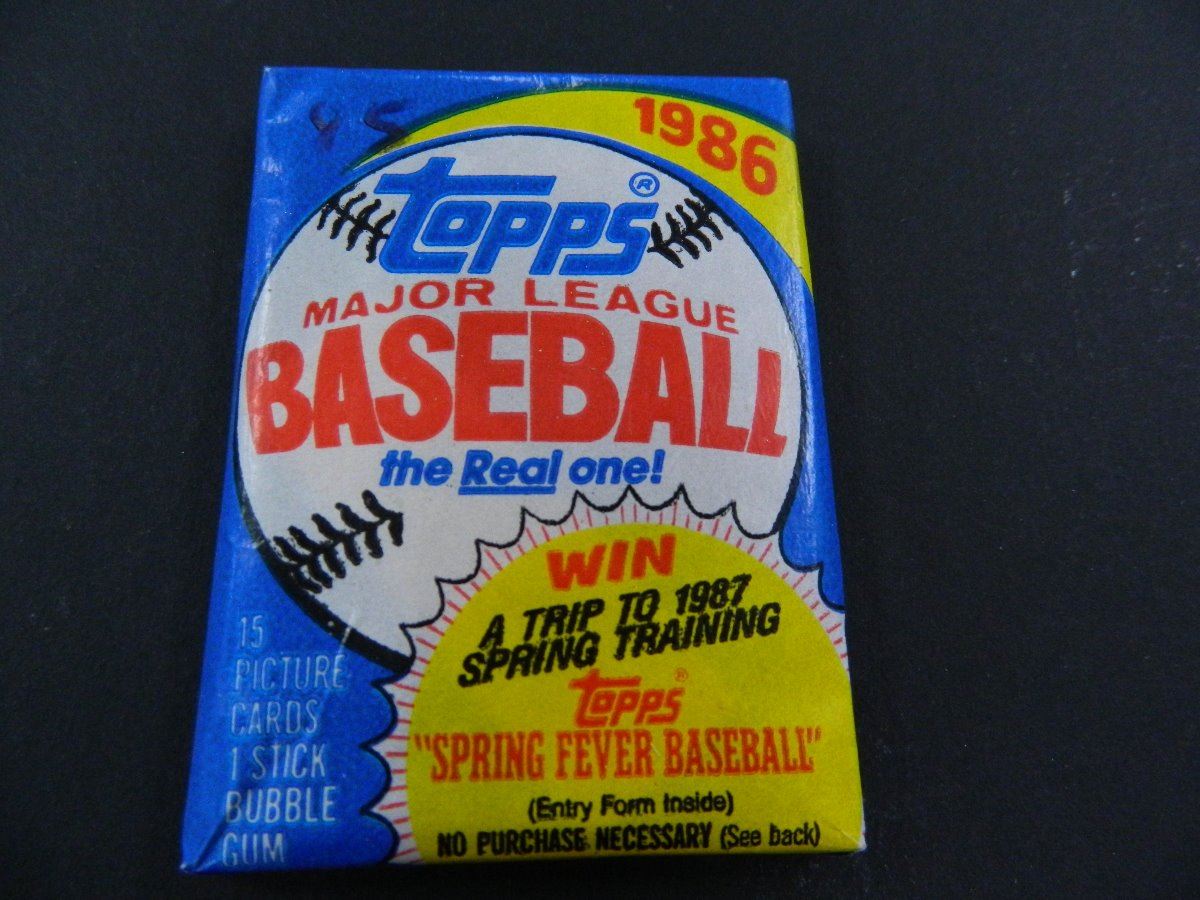 95
1986
topps®
MAJOR LEAGUE
BASEBALL
the Real one!
WIN
A TRIP TO 1987
SPRING TRAINING
topps®
"SPRING FEVER BASEBALL"
(Entry Form Inside)
NO PURCHASE NECESSARY (See back)
15
PICTURE
CARDS
1 STICK
BUBBLE
GUM